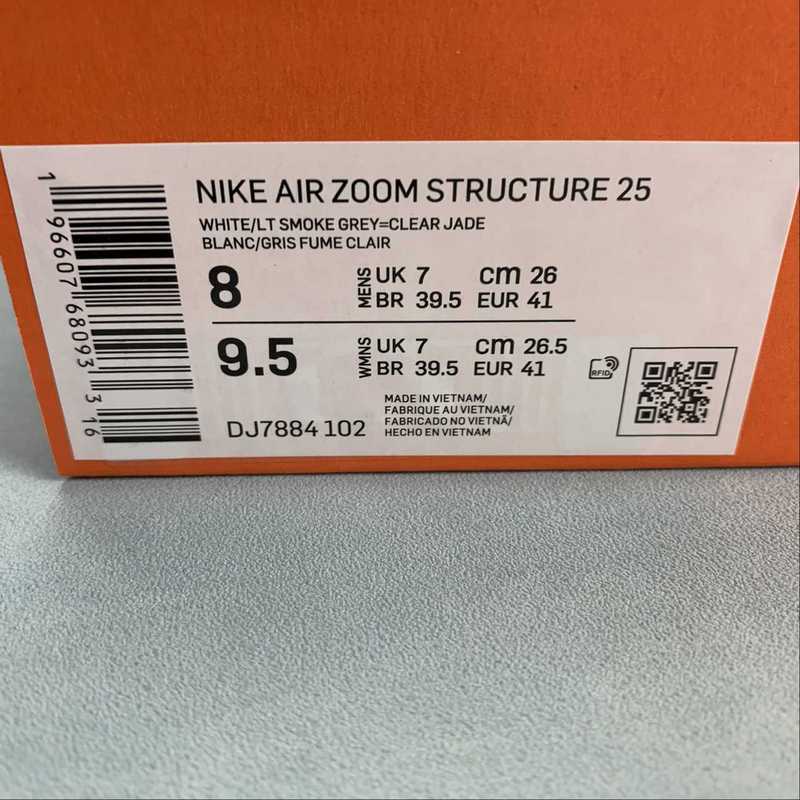 NIKE AIR ZOOM STRUCTURE 25
WHITE/LT SMOKE GREY=CLEAR JADE
BLANC/GRIS FUME CLAIR
8 MENS UK 7 cm 26
BR 39.5 EUR 41
9.5 WMNS UK 7 cm 26.5
BR 39.5 EUR 41
RFID
DJ7884 102
MADE IN VIETNAM/
FABRIQUE AU VIETNAM/
FABRICADO NO VIETNÃ/
HECHO EN VIETNAM
1 96607 68093 3 16